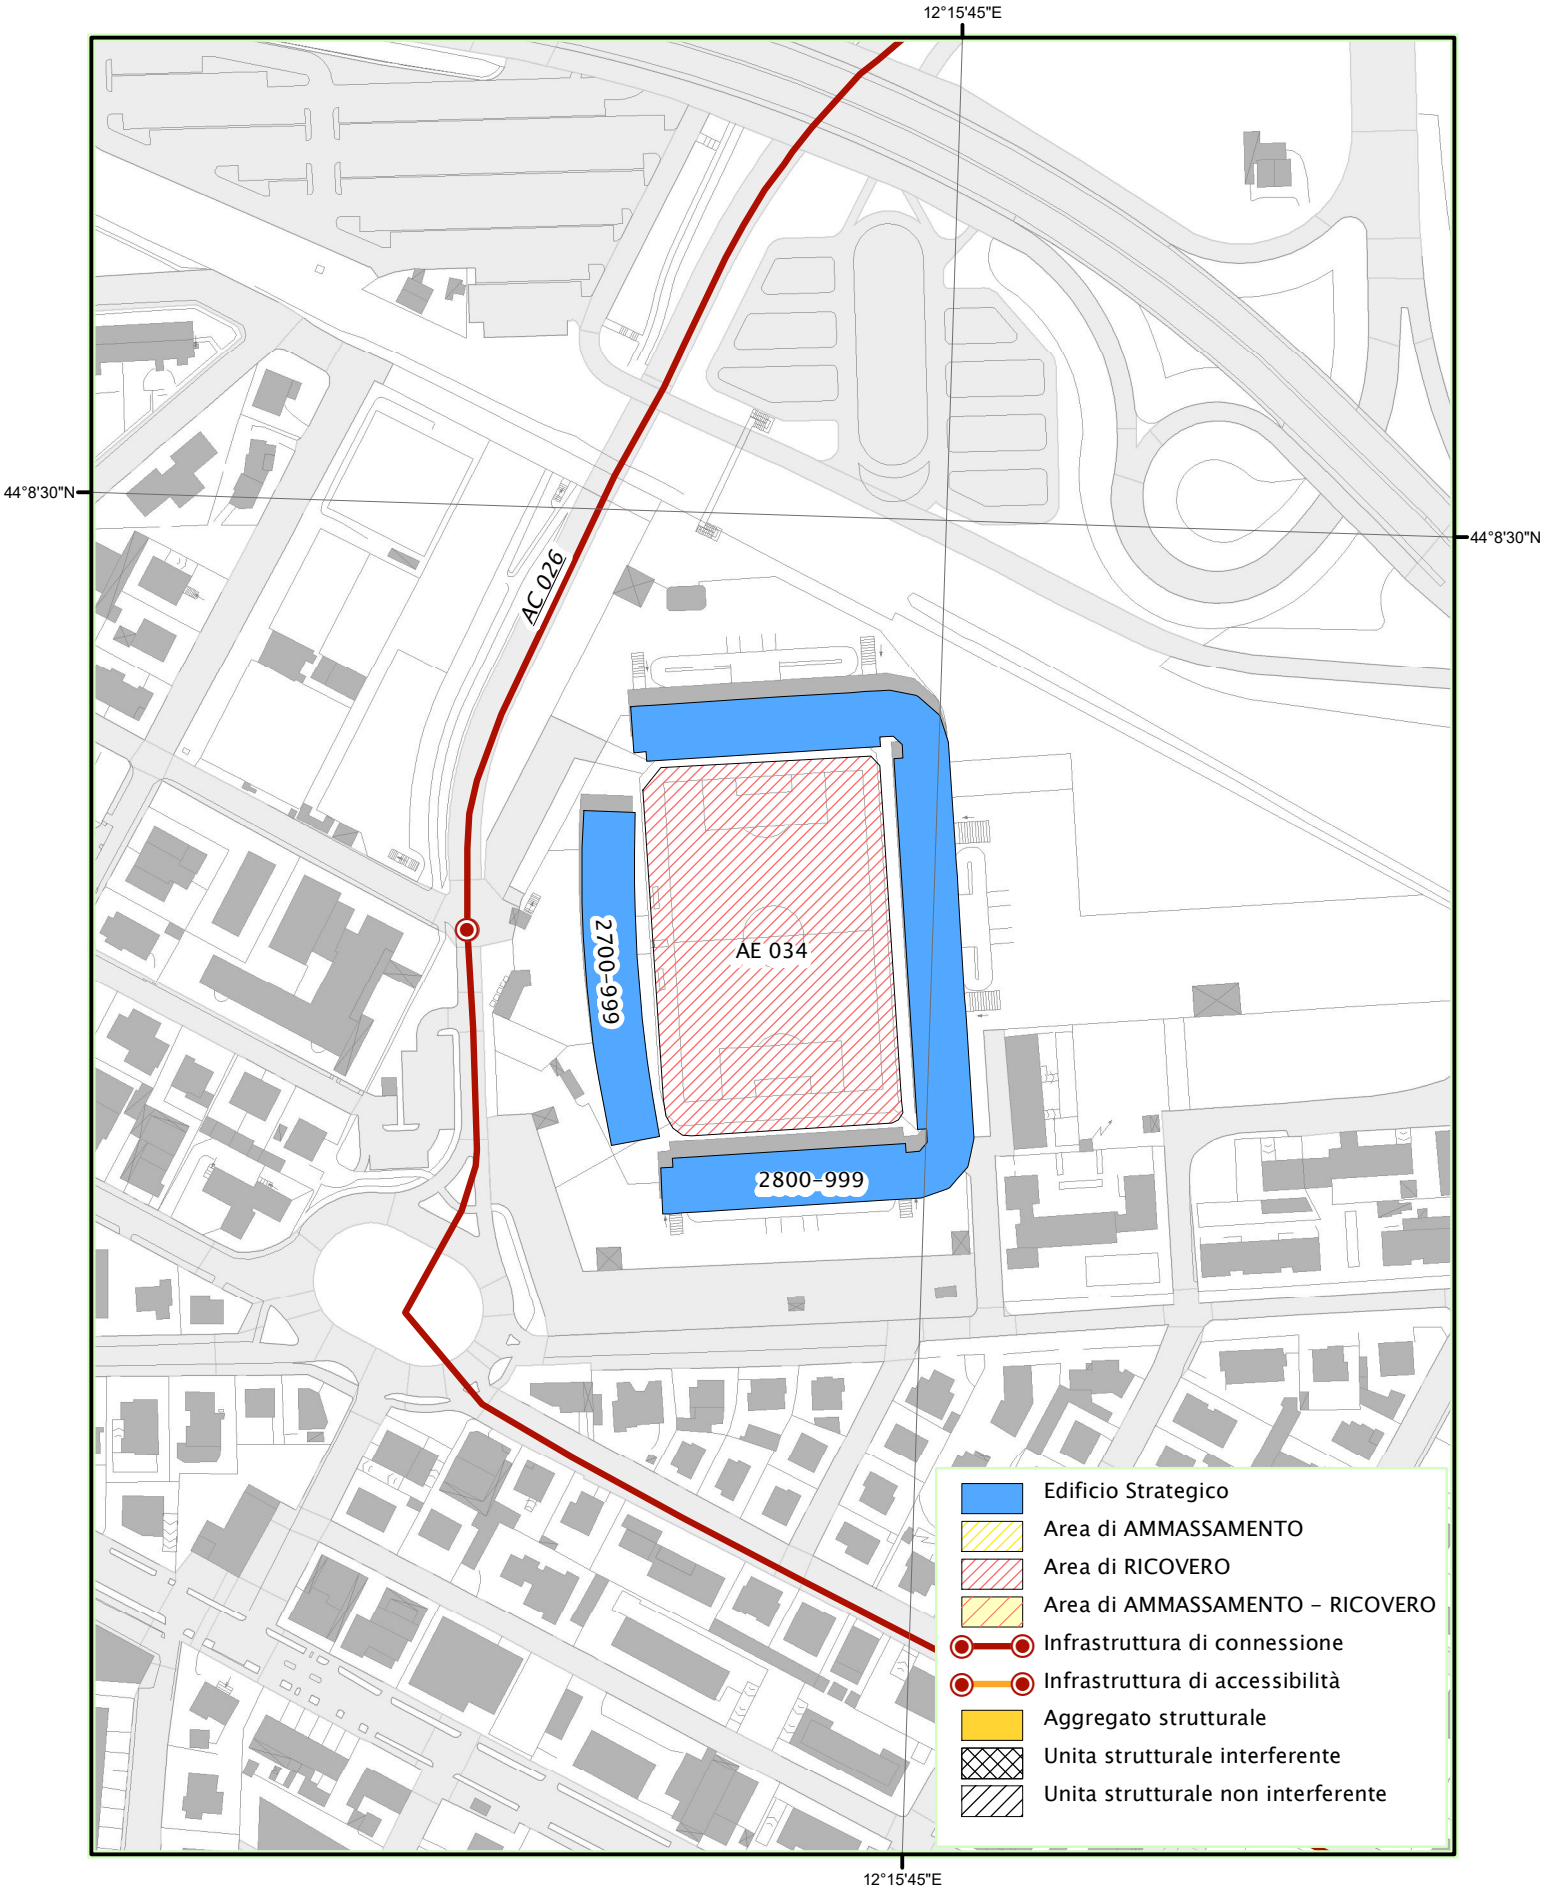 12°15'45"E
44°8'30"N
44°8'30"N
AC 026
2700-999
AE 034
2800-999
Edificio Strategico
Area di AMMASSAMENTO
Area di RICOVERO
Area di AMMASSAMENTO - RICOVERO
Infrastruttura di connessione
Infrastruttura di accessibilità
Aggregato strutturale
Unita strutturale interferente
Unita strutturale non interferente
12°15'45"E